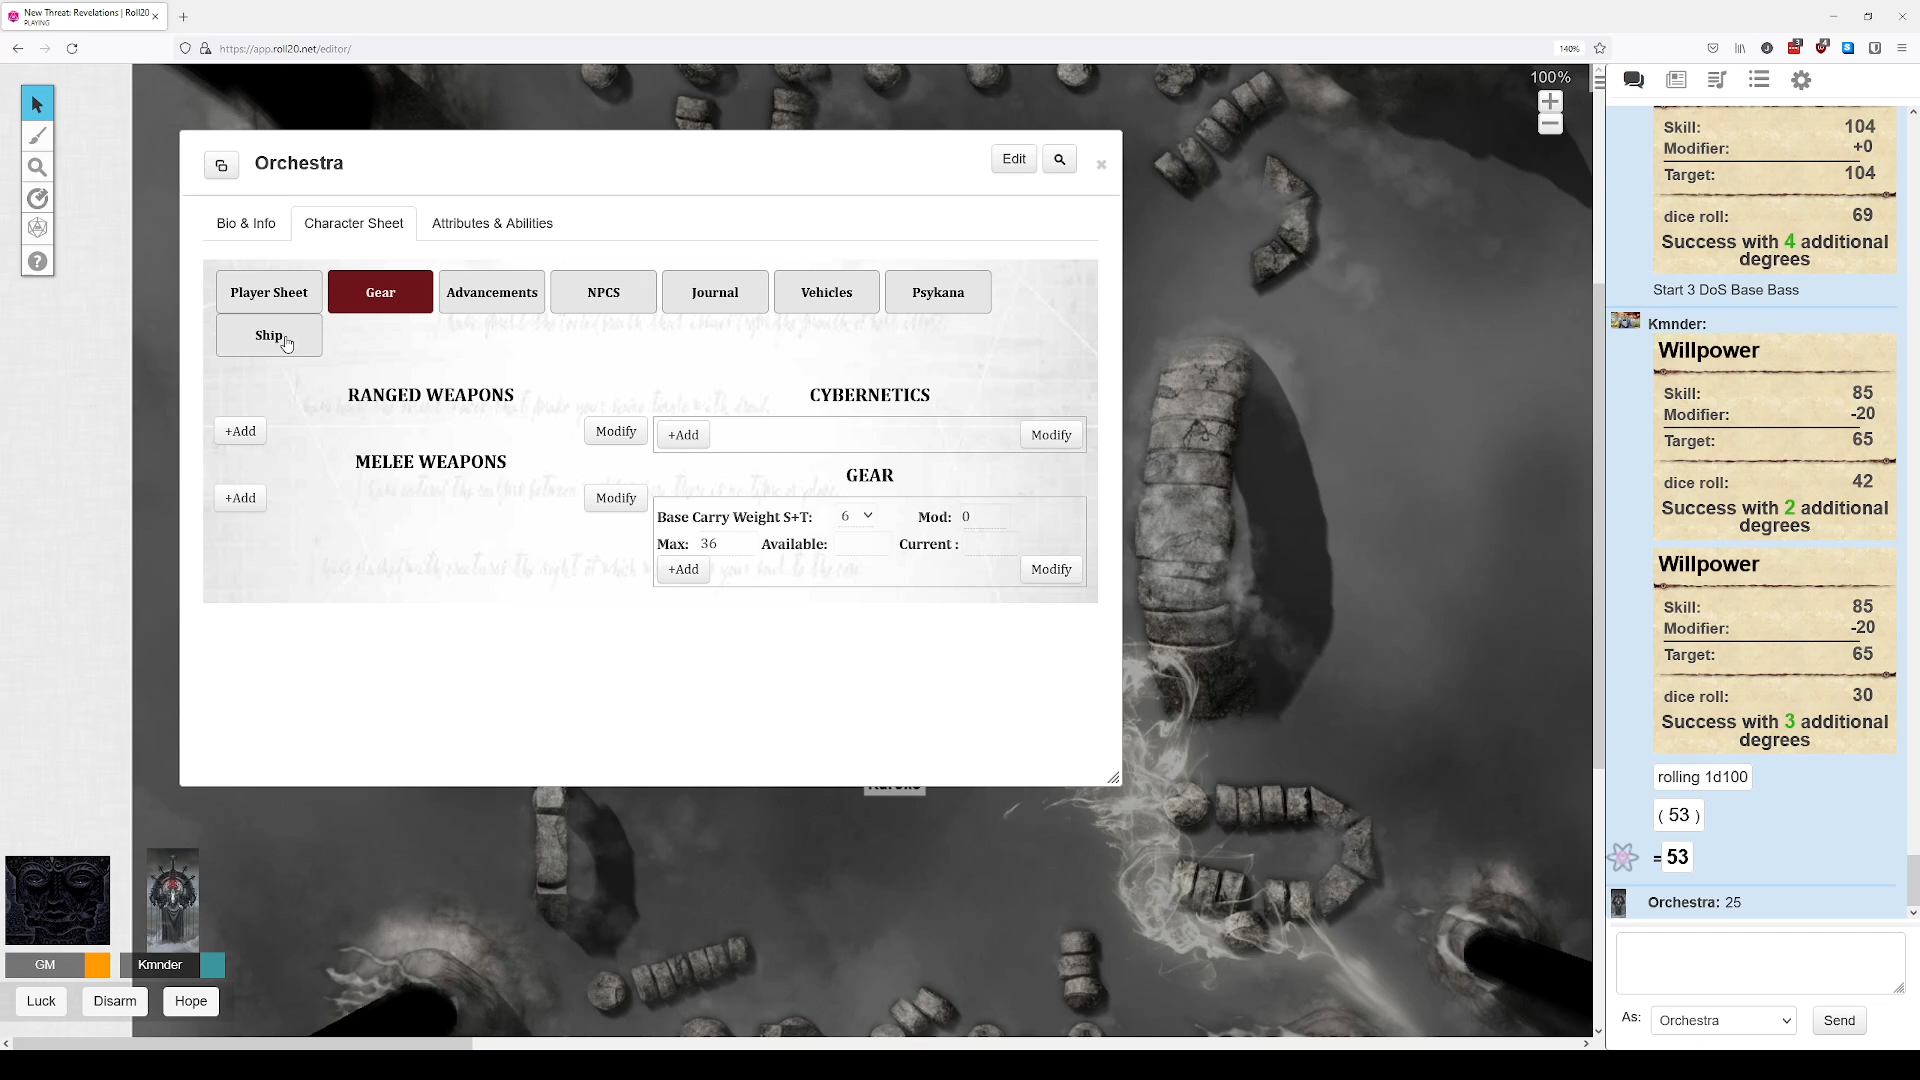 New Threat: Revelations | Roll20
PLAYING
https://app.roll20.net/editor/
140%
3
4
100%
Orchestra
Edit
Bio & Info
Character Sheet
Attributes & Abilities
Player Sheet
Gear
Advancements
NPCS
Journal
Vehicles
Psykana
Ship
RANGED WEAPONS
+Add
Modify
MELEE WEAPONS
+Add
Modify
CYBERNETICS
+Add
Modify
GEAR
Base Carry Weight S+T: 6 Mod: 0
Max: 36 Available: Current :
+Add
Modify
GM
Kmnder
Luck
Disarm
Hope
Skill: 104
Modifier: +0
Target: 104
dice roll: 69
Success with 4 additional
degrees
Start 3 DoS Base Bass
Kmnder:
Willpower
Skill: 85
Modifier: -20
Target: 65
dice roll: 42
Success with 2 additional
degrees
Willpower
Skill: 85
Modifier: -20
Target: 65
dice roll: 30
Success with 3 additional
degrees
rolling 1d100
( 53 )
=53
Orchestra: 25
As: Orchestra
Send